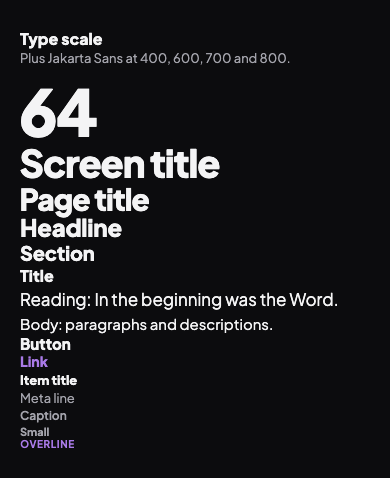 Type scale
Plus Jakarta Sans at 400, 600, 700 and 800.
64
Screen title
Page title
Headline
Section
Title
Reading: In the beginning was the Word.
Body: paragraphs and descriptions.
Button
Link
Item title
Meta line
Caption
Small
OVERLINE